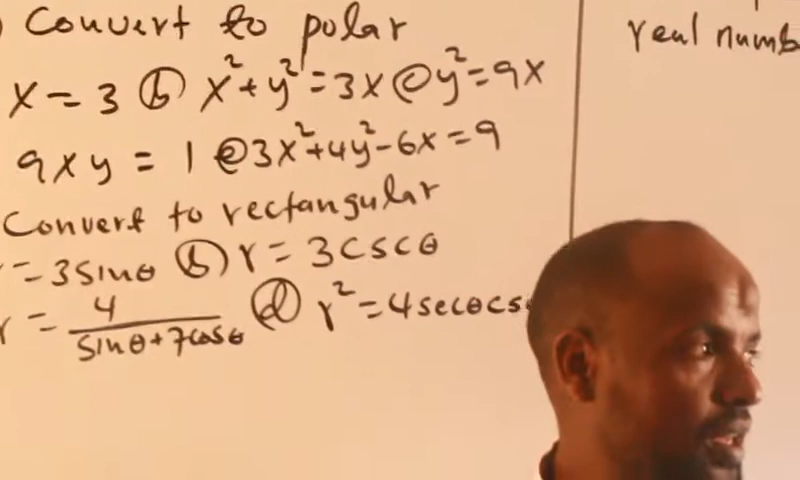 ) Convert to polar
x = 3 (b) x²+y²=3x (c) y²=9x
9xy = 1 (e) 3x²+4y²-6x=9
Convert to rectangular
r=3sinθ (b) r=3cscθ
r = 4/(sinθ+7cosθ) (d) r²=4secθcs
real numb